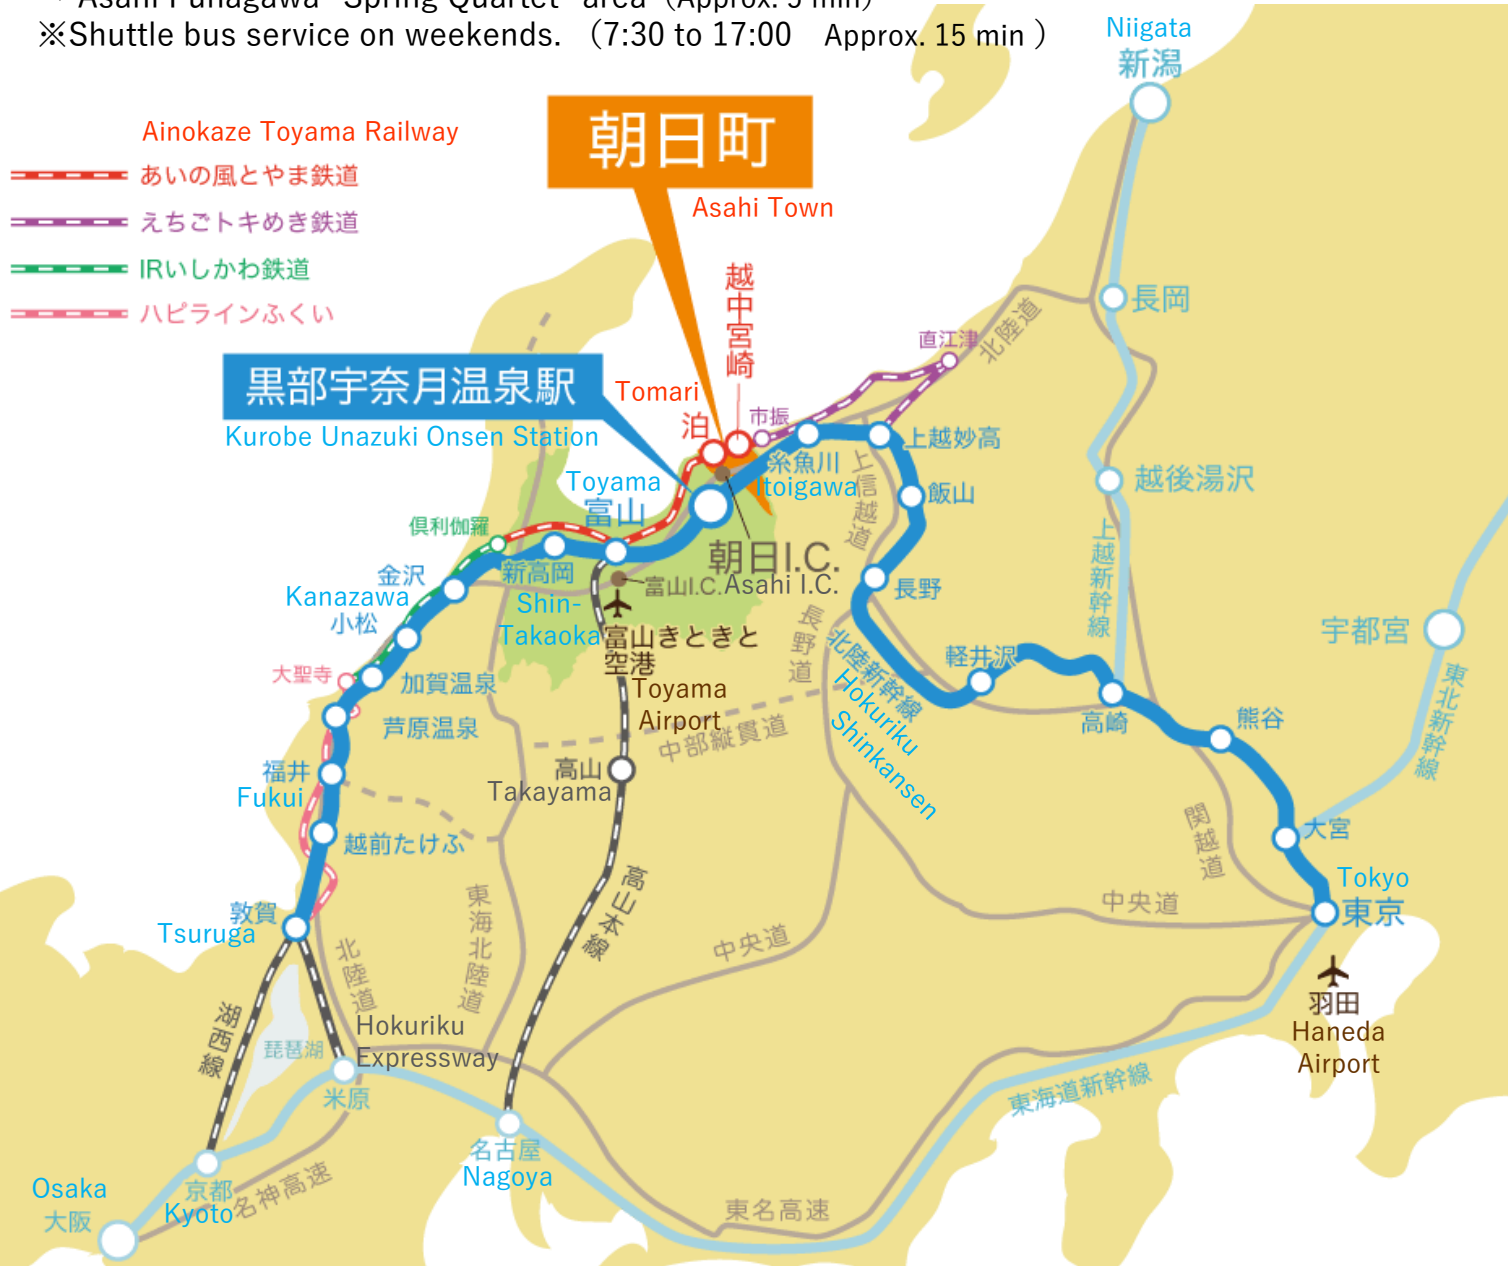 Asahi Funagawa "Spring Quartet" area (Approx. 5 min)
※Shuttle bus service on weekends. （7:30 to 17:00　Approx. 15 min ）
Niigata
新潟
朝日町
Asahi Town
Ainokaze Toyama Railway
あいの風とやま鉄道
えちごトキめき鉄道
IRいしかわ鉄道
ハピラインふくい
越中宮崎
長岡
北陸道
直江津
黒部宇奈月温泉駅
Kurobe Unazuki Onsen Station
Tomari
泊
市振
上越妙高
糸魚川
Itoigawa
上信越道
飯山
越後湯沢
上越新幹線
Toyama
富山
倶利伽羅
新高岡
Shin-
Takaoka
朝日I.C.
Asahi I.C.
富山I.C.
富山きときと
空港
Toyama
Airport
金沢
Kanazawa
小松
大聖寺
加賀温泉
芦原温泉
長野
長野道
北陸新幹線
Hokuriku
Shinkansen
軽井沢
高崎
熊谷
宇都宮
東北新幹線
中部縦貫道
高山
Takayama
福井
Fukui
越前たけふ
関越道
大宮
Tokyo
東京
中央道
中央道
高山本線
東海北陸道
敦賀
Tsuruga
北陸道
湖西線
琵琶湖
Hokuriku
Expressway
羽田
Haneda
Airport
米原
東海道新幹線
名古屋
Nagoya
京都
Kyoto
名神高速
東名高速
Osaka
大阪